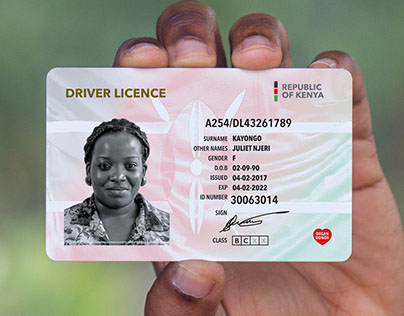 DRIVER LICENCE
REPUBLIC
OF KENYA
A254/DL43261789
SURNAME KAYONGO
OTHER NAMES JULIET NJERI
GENDER F
D.O.B 02-09-90
ISSUED 04-02-2017
EXP 04-02-2022
ID NUMBER 30063014
SIGN
CLASS B C X X
ORGAN
DONOR